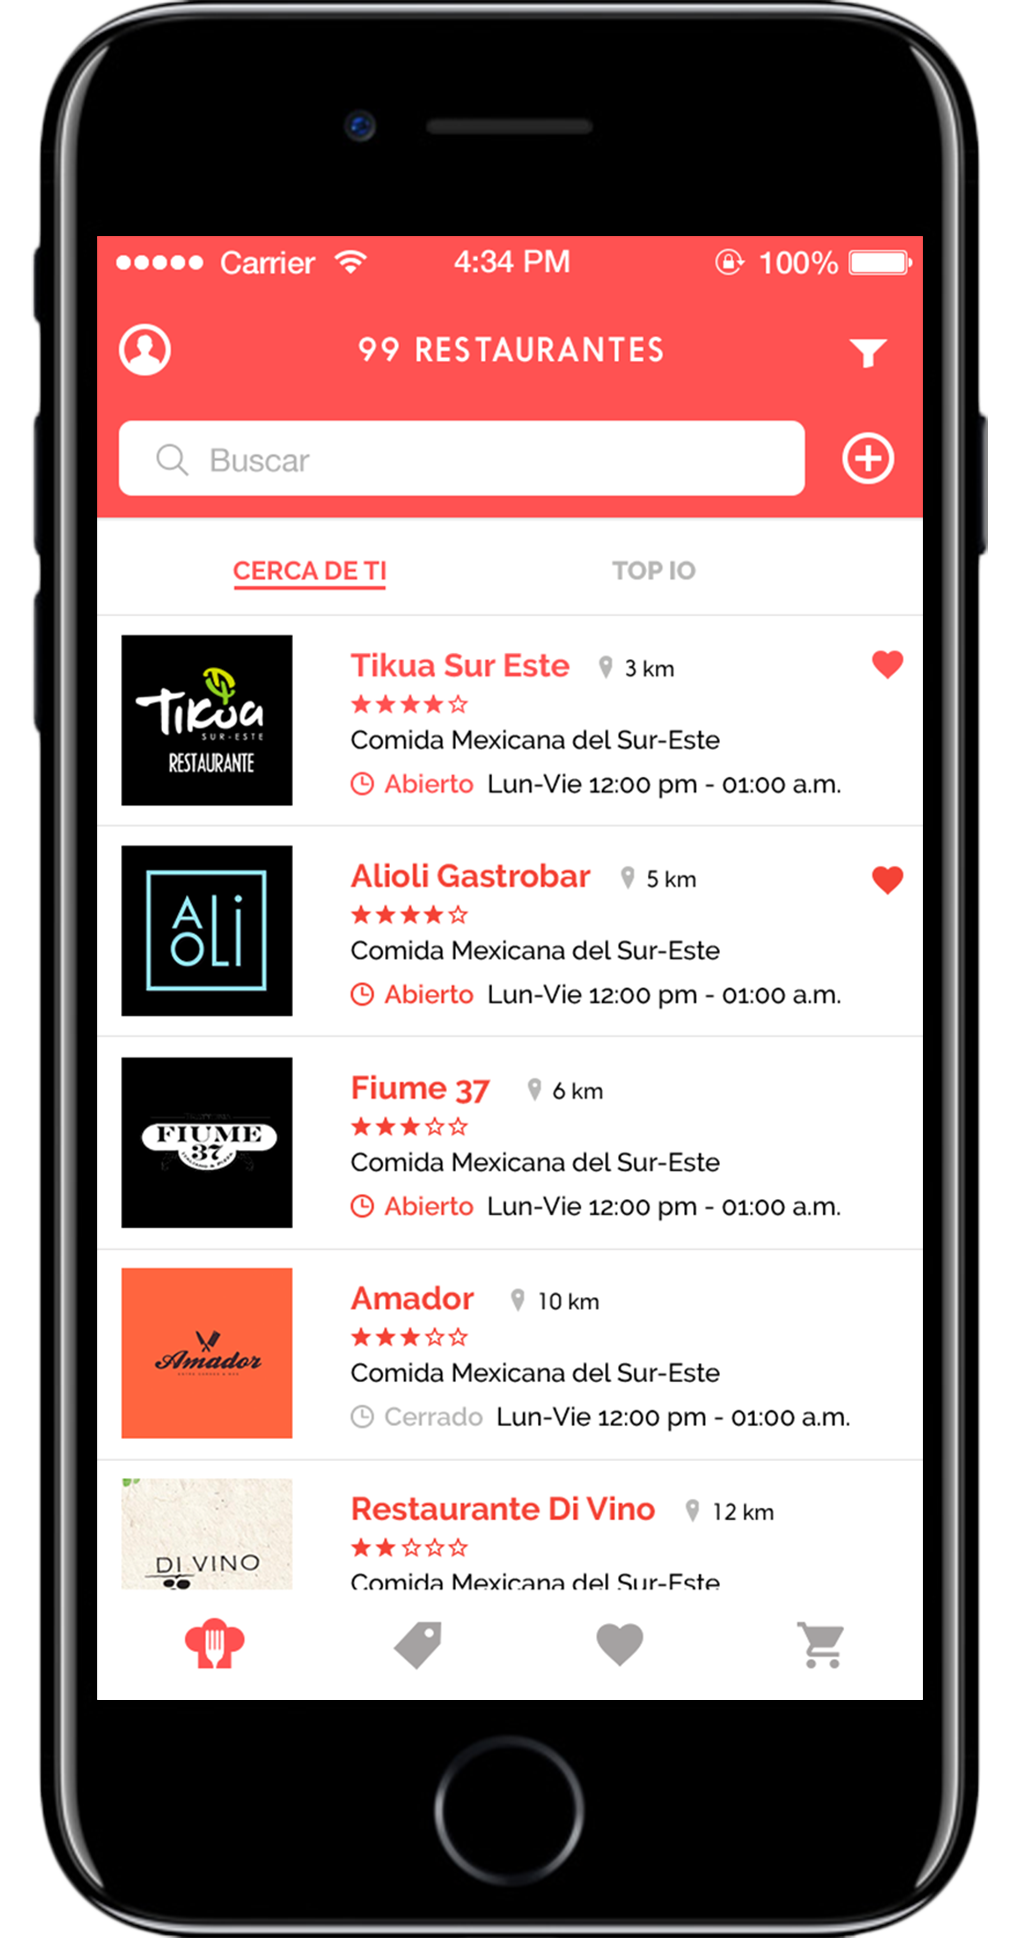 Carrier 4:34 PM 100%
99 RESTAURANTES
Buscar
CERCA DE TI TOP 10
TIKUA
SUR-ESTE
RESTAURANTE
Tikua Sur Este 3 km
Comida Mexicana del Sur-Este
Abierto Lun-Vie 12:00 pm - 01:00 a.m.
A Li
OLi
Alioli Gastrobar 5 km
Comida Mexicana del Sur-Este
Abierto Lun-Vie 12:00 pm - 01:00 a.m.
FIUME
37
Fiume 37 6 km
Comida Mexicana del Sur-Este
Abierto Lun-Vie 12:00 pm - 01:00 a.m.
Amador
Amador 10 km
Comida Mexicana del Sur-Este
Cerrado Lun-Vie 12:00 pm - 01:00 a.m.
DI VINO
Restaurante Di Vino 12 km
Comida Mexicana del Sur-Este